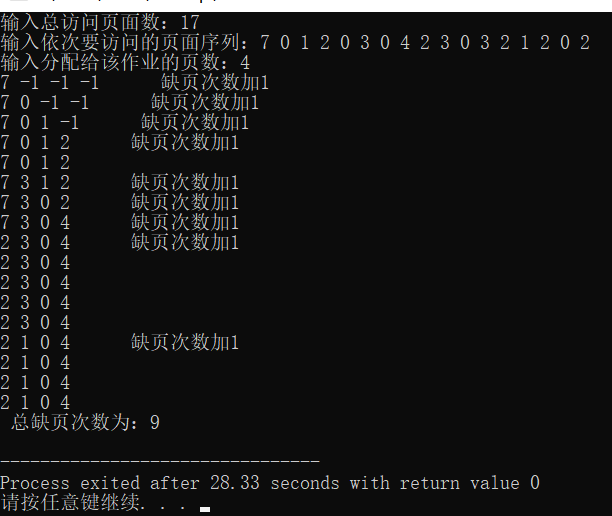 输入总访问页面数：17
输入依次要访问的页面序列：7 0 1 2 0 3 0 4 2 3 0 3 2 1 2 0 2
输入分配给该作业的页数：4
7 -1 -1 -1 缺页次数加1
7 0 -1 -1 缺页次数加1
7 0 1 -1 缺页次数加1
7 0 1 2 缺页次数加1
7 0 1 2
7 3 1 2 缺页次数加1
7 3 0 2 缺页次数加1
7 3 0 4 缺页次数加1
2 3 0 4 缺页次数加1
2 3 0 4
2 3 0 4
2 3 0 4
2 3 0 4
2 1 0 4 缺页次数加1
2 1 0 4
2 1 0 4
2 1 0 4
总缺页次数为：9
--------------------------------
Process exited after 28.33 seconds with return value 0
请按任意键继续. . .